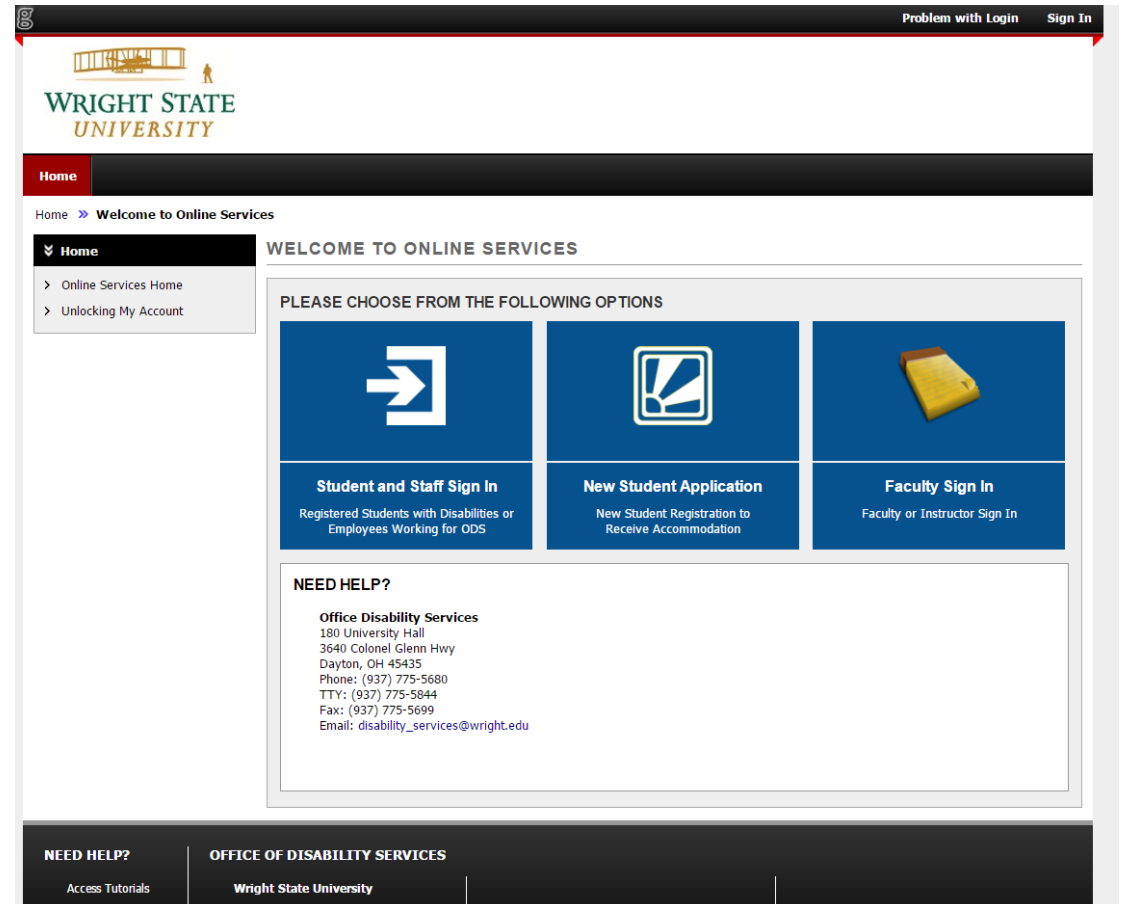 g
Problem with Login Sign In
WRIGHT STATE
UNIVERSITY
Home
Home » Welcome to Online Services
Home
Online Services Home
Unlocking My Account
WELCOME TO ONLINE SERVICES
PLEASE CHOOSE FROM THE FOLLOWING OPTIONS
Student and Staff Sign In
Registered Students with Disabilities or
Employees Working for ODS
New Student Application
New Student Registration to
Receive Accommodation
Faculty Sign In
Faculty or Instructor Sign In
NEED HELP?
Office Disability Services
180 University Hall
3640 Colonel Glenn Hwy
Dayton, OH 45435
Phone: (937) 775-5680
TTY: (937) 775-5844
Fax: (937) 775-5699
Email: disability_services@wright.edu
NEED HELP?
Access Tutorials
OFFICE OF DISABILITY SERVICES
Wright State University